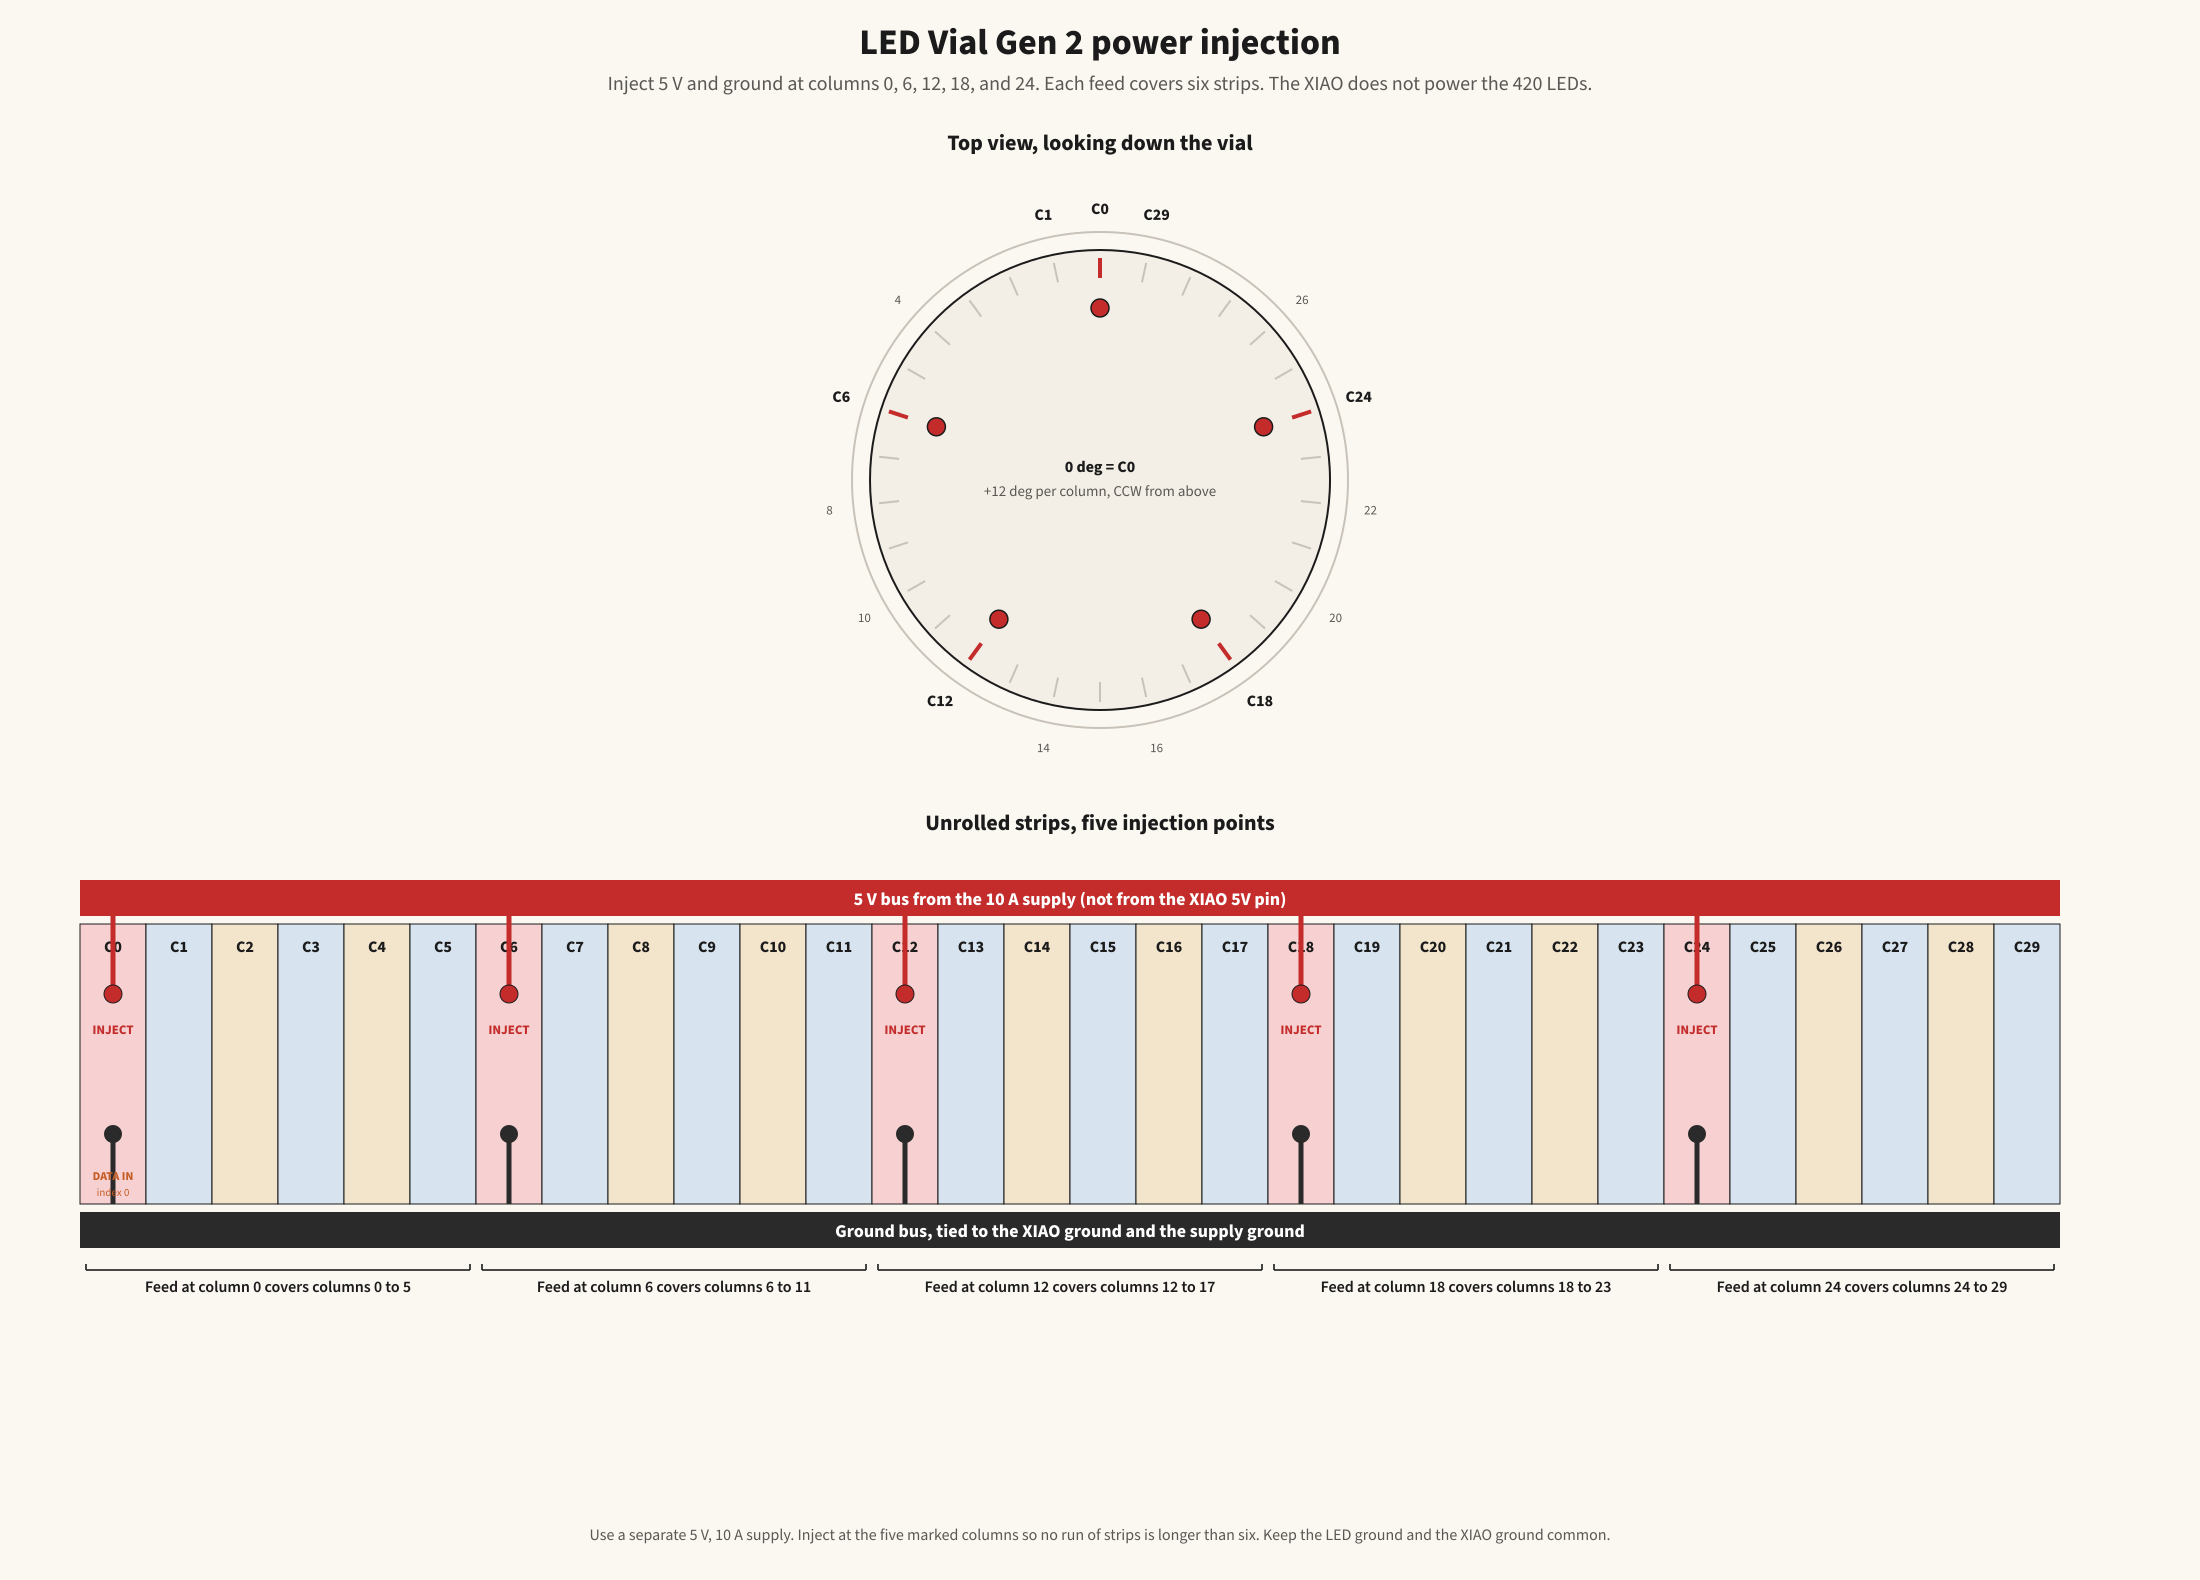 LED Vial Gen 2 power injection
Inject 5 V and ground at columns 0, 6, 12, 18, and 24. Each feed covers six strips. The XIAO does not power the 420 LEDs.
Top view, looking down the vial
C1 C0 C29
4 26
C6 C24
0 deg = C0
+12 deg per column, CCW from above
8 22
10 20
C12 C18
14 16
Unrolled strips, five injection points
5 V bus from the 10 A supply (not from the XIAO 5V pin)
C0 C1 C2 C3 C4 C5 C6 C7 C8 C9 C10 C11 C12 C13 C14 C15 C16 C17 C18 C19 C20 C21 C22 C23 C24 C25 C26 C27 C28 C29
INJECT INJECT INJECT INJECT INJECT
DATA IN
index 0
Ground bus, tied to the XIAO ground and the supply ground
Feed at column 0 covers columns 0 to 5 Feed at column 6 covers columns 6 to 11 Feed at column 12 covers columns 12 to 17 Feed at column 18 covers columns 18 to 23 Feed at column 24 covers columns 24 to 29
Use a separate 5 V, 10 A supply. Inject at the five marked columns so no run of strips is longer than six. Keep the LED ground and the XIAO ground common.